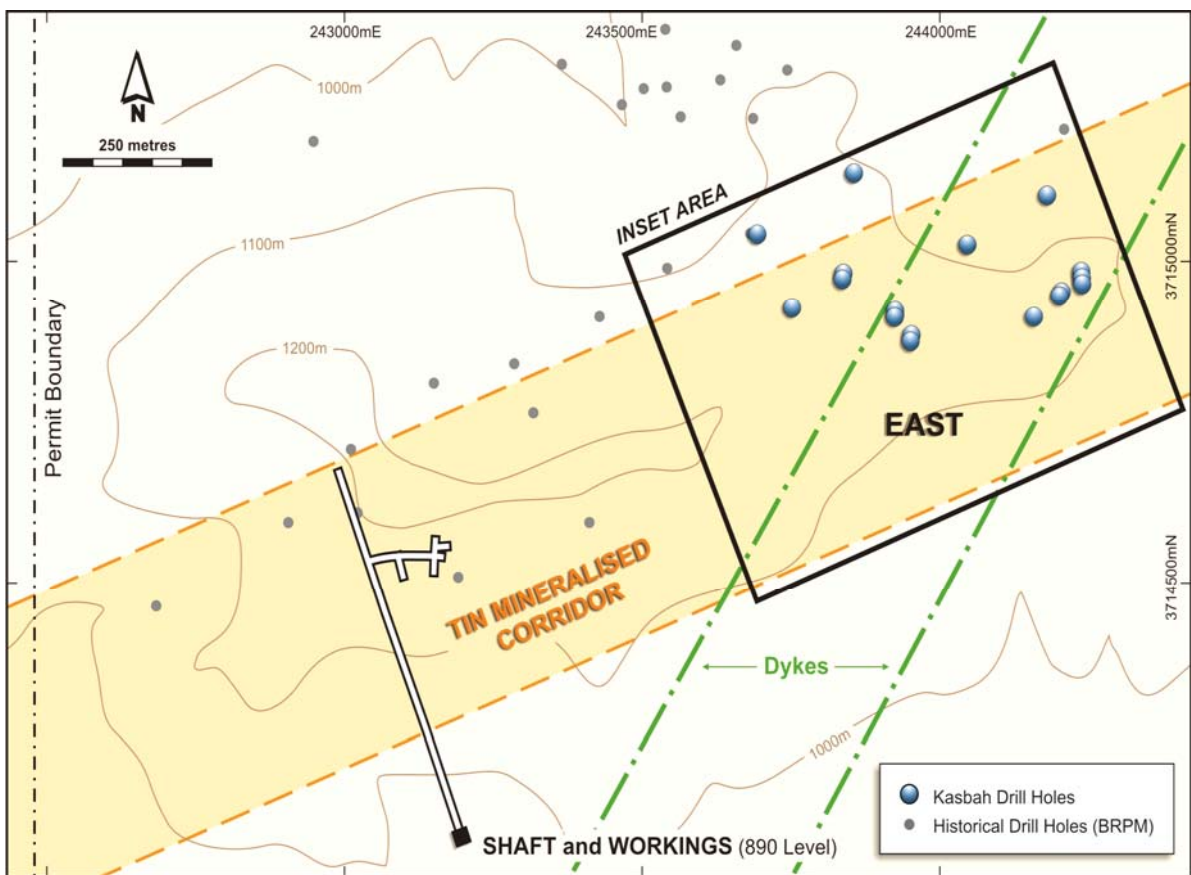 243000mE
243500mE
244000mE
1000m
N
250 metres
INSET AREA
1100m
3715000mN
Permit Boundary
1200m
EAST
TIN MINERALISED
CORRIDOR
3714500mN
Dykes
1000m
Kasbah Drill Holes
Historical Drill Holes (BRPM)
SHAFT and WORKINGS (890 Level)